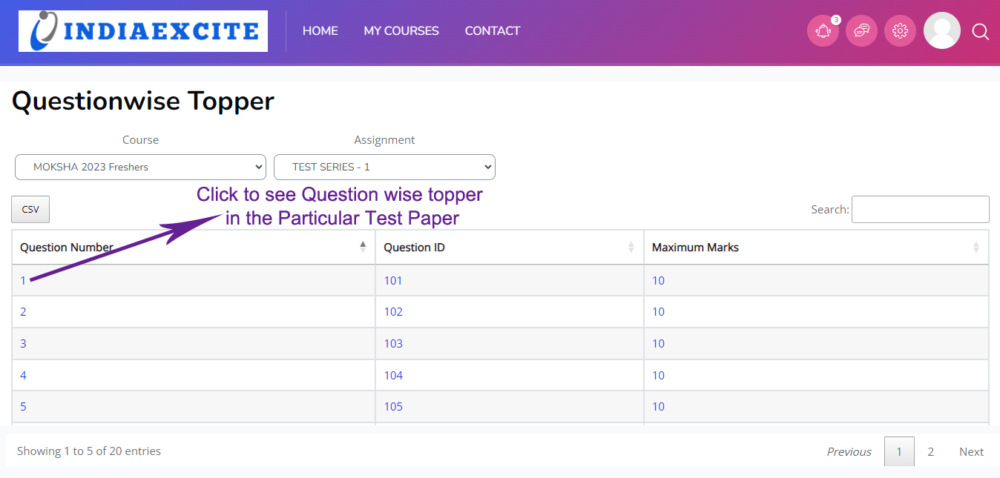 INDIAEXCITE
HOME MY COURSES CONTACT
3
Questionwise Topper
Course Assignment
MOKSHA 2023 Freshers TEST SERIES - 1
Click to see Question wise topper
in the Particular Test Paper
CSV Search:
Question Number Question ID Maximum Marks
1 101 10
2 102 10
3 103 10
4 104 10
5 105 10
Showing 1 to 5 of 20 entries Previous 1 2 Next